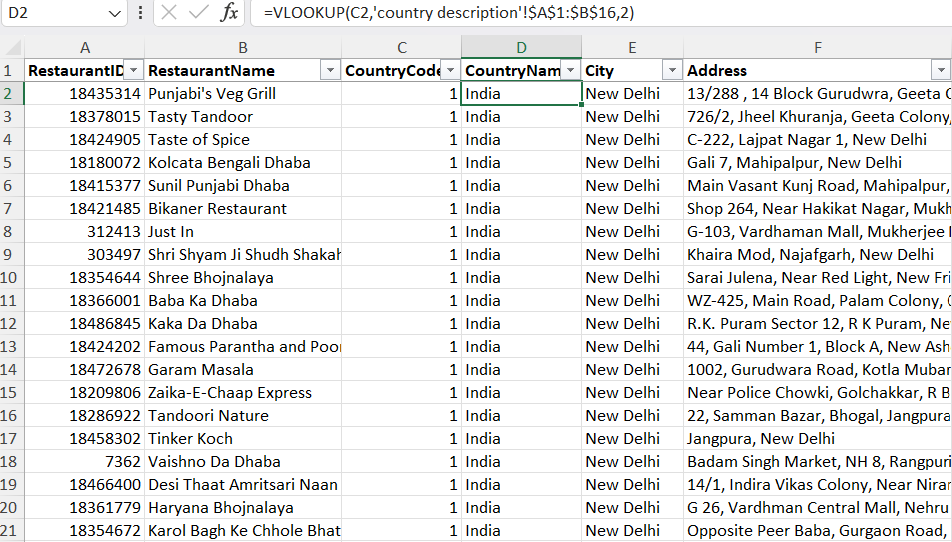 D2 fx =VLOOKUP(C2,'country description'!$A$1:$B$16,2)
A B C D E F
1 RestaurantID RestaurantName CountryCode CountryNam City Address
2 18435314 Punjabi's Veg Grill 1 India New Delhi 13/288 , 14 Block Gurudwra, Geeta C
3 18378015 Tasty Tandoor 1 India New Delhi 726/2, Jheel Khuranja, Geeta Colony,
4 18424905 Taste of Spice 1 India New Delhi C-222, Lajpat Nagar 1, New Delhi
5 18180072 Kolcata Bengali Dhaba 1 India New Delhi Gali 7, Mahipalpur, New Delhi
6 18415377 Sunil Punjabi Dhaba 1 India New Delhi Main Vasant Kunj Road, Mahipalpur,
7 18421485 Bikaner Restaurant 1 India New Delhi Shop 264, Near Hakikat Nagar, Mukh
8 312413 Just In 1 India New Delhi G-103, Vardhaman Mall, Mukherjee
9 303497 Shri Shyam Ji Shudh Shakah 1 India New Delhi Khaira Mod, Najafgarh, New Delhi
10 18354644 Shree Bhojnalaya 1 India New Delhi Sarai Julena, Near Red Light, New Fri
11 18366001 Baba Ka Dhaba 1 India New Delhi WZ-425, Main Road, Palam Colony,
12 18486845 Kaka Da Dhaba 1 India New Delhi R.K. Puram Sector 12, R K Puram, Ne
13 18424202 Famous Parantha and Poor 1 India New Delhi 44, Gali Number 1, Block A, New Ash
14 18472678 Garam Masala 1 India New Delhi 1002, Gurudwara Road, Kotla Mubar
15 18209806 Zaika-E-Chaap Express 1 India New Delhi Near Police Chowki, Golchakkar, R B
16 18286922 Tandoori Nature 1 India New Delhi 22, Samman Bazar, Bhogal, Jangpura
17 18458302 Tinker Koch 1 India New Delhi Jangpura, New Delhi
18 7362 Vaishno Da Dhaba 1 India New Delhi Badam Singh Market, NH 8, Rangpuri
19 18466400 Desi Thaat Amritsari Naan 1 India New Delhi 14/1, Indira Vikas Colony, Near Nirar
20 18361779 Haryana Bhojnalaya 1 India New Delhi G 26, Vardhman Central Mall, Nehru
21 18354672 Karol Bagh Ke Chhole Bhat 1 India New Delhi Opposite Peer Baba, Gurgaon Road,